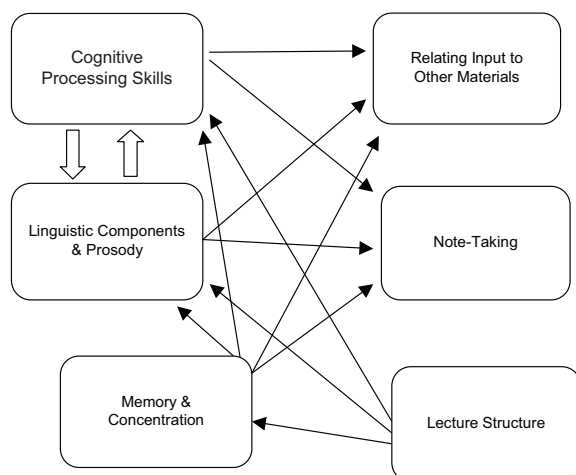 Cognitive
Processing Skills
Relating Input to
Other Materials
Linguistic Components
& Prosody
Note-Taking
Memory &
Concentration
Lecture Structure